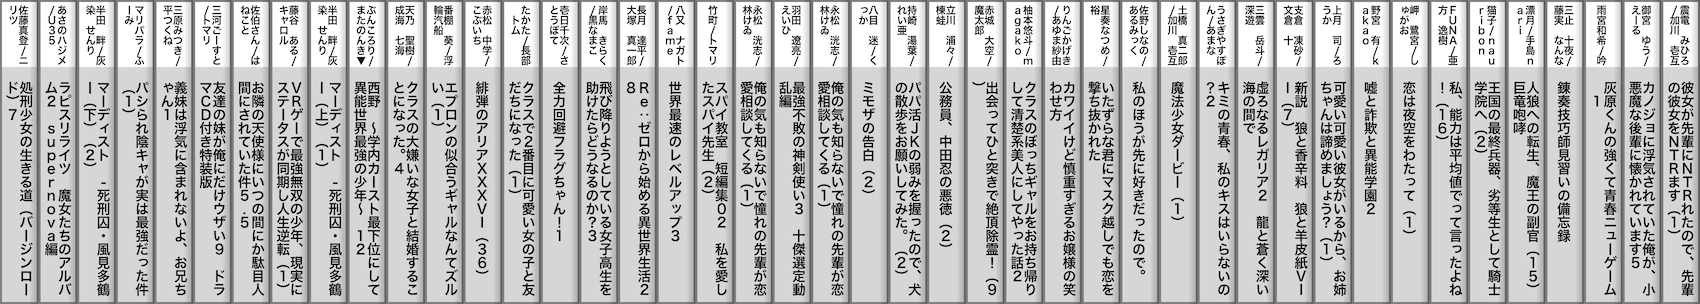 震電 みひろ
/加川 壱互
彼女が先輩にNTRれたので、先輩
の彼女をNTRます(1)
御宮 ゆう/
えーる
カノジョに浮気されていた俺が、小
悪魔な後輩に懐かれています5
雨宮和希/吟
灰原くんの強くて青春ニューゲーム
1
三止 十夜/
藤実 なんな
錬奏技巧師見習いの備忘録
漂月/手島n
ari
人狼への転生、魔王の副官(15)
巨竜咆哮
猫子/nau
ribonu
王国の最終兵器、劣等生として騎士
学院へ(2)
FUNA/亜
方 逸樹
私、能力は平均値でって言ったよね
!(16)
岬 鷺宮/し
ゅがお
恋は夜空をわたって(1)
野宮 有/k
akao
嘘と詐欺と異能学園2
上月 司/ろ
うか
可愛い可愛い彼女がいるから、お姉
ちゃんは諦めましょう?(1)
支倉 凍砂/
文倉 十
新説 狼と香辛料 狼と羊皮紙VI
I(7)
三雲 岳斗/
深遊
虚ろなるレガリア2 龍と蒼く深い
海の間で
うさぎやすぽ
ん/あまな
キミの青春、私のキスはいらないの
?2
土橋 真二郎
/加川 壱互
魔法少女ダービー(1)
佐野しなの/
あるみっく
私のほうが先に好きだったので。
星奏なつめ/
裕
いたずらな君にマスク越しでも恋を
撃ち抜かれた
りんごかげき
/あゆま紗由
カワイイけど慎重すぎるお嬢様の笑
わせ方
柚本悠斗/m
agako
クラスのぼっちギャルをお持ち帰り
して清楚系美人にしてやった話2
赤城 大空/
魔太郎
出会ってひと突きで絶頂除霊!(9
)
立川 浦々/
楝蛙
公務員、中田忍の悪徳(2)
持崎 湯葉/
れい亜
パパ活JKの弱みを握ったので、犬
の散歩をお願いしてみた。(2)
八目 迷/く
っか
ミモザの告白(2)
永松 洸志/
林けゐ
俺の気も知らないで憧れの先輩が恋
愛相談してくる(1)
羽田 遼亮/
えいひ
最強不敗の神剣使い3 十傑選定動
乱編
永松 洸志/
林けゐ
俺の気も知らないで憧れの先輩が恋
愛相談してくる(1)
竹町/トマリ
スパイ教室 短編集02 私を愛し
たスパイ先生(2)
八又 ナガト
/fame
世界最速のレベルアップ3
長月 達平/
大塚 真一郎
Re:ゼロから始める異世界生活2
8
岸馬 きらく
/黒なまこ
飛び降りようとしている女子高生を
助けたらどうなるのか?3
壱日千次/さ
とうぽて
全力回避フラグちゃん!1
たかた/長部
トム
クラスで2番目に可愛い女の子と友
だちになった(1)
赤松 中学/
こぶいち
緋弾のアリアXXXVI(36)
番棚 葵/浮
輪汽船
エプロンの似合うギャルなんてズル
い(1)
天乃 聖樹/
成海 七海
クラスの大嫌いな女子と結婚するこ
とになった。4
ぶんころり/
またのんき▼
西野 ~学内カースト最下位にして
異能世界最強の少年~ 12
半田 畔/灰
染 せんり
マーディスト -死刑囚・風見多鶴
ー(上)(1)
藤谷 ある/
キャロル
VRゲームで最強無双の少年、現実に
ステータスが同期し人生逆転(1)
佐伯さん/は
ねこと
お隣の天使様にいつの間にか駄目人
間にされていた件5.5
三河ごーすと
/トマリ
友達の妹が俺にだけウザい9 ドラ
マCD付き特装版
三原みつき/
平つくね
義妹は浮気に含まれないよ、お兄ち
ゃん1
マリパラ/ふ
ーみ
パシられ陰キャが実は最強だった件
(1)
半田 畔/灰
染 せんり
マーディスト -死刑囚・風見多鶴
ー(下)(2)
あさのハジメ
/U35
ラピスリライツ 魔女たちのアルバ
ム2 supernova編
佐藤真登/ニ
リツ
処刑少女の生きる道(バージンロー
ド)7